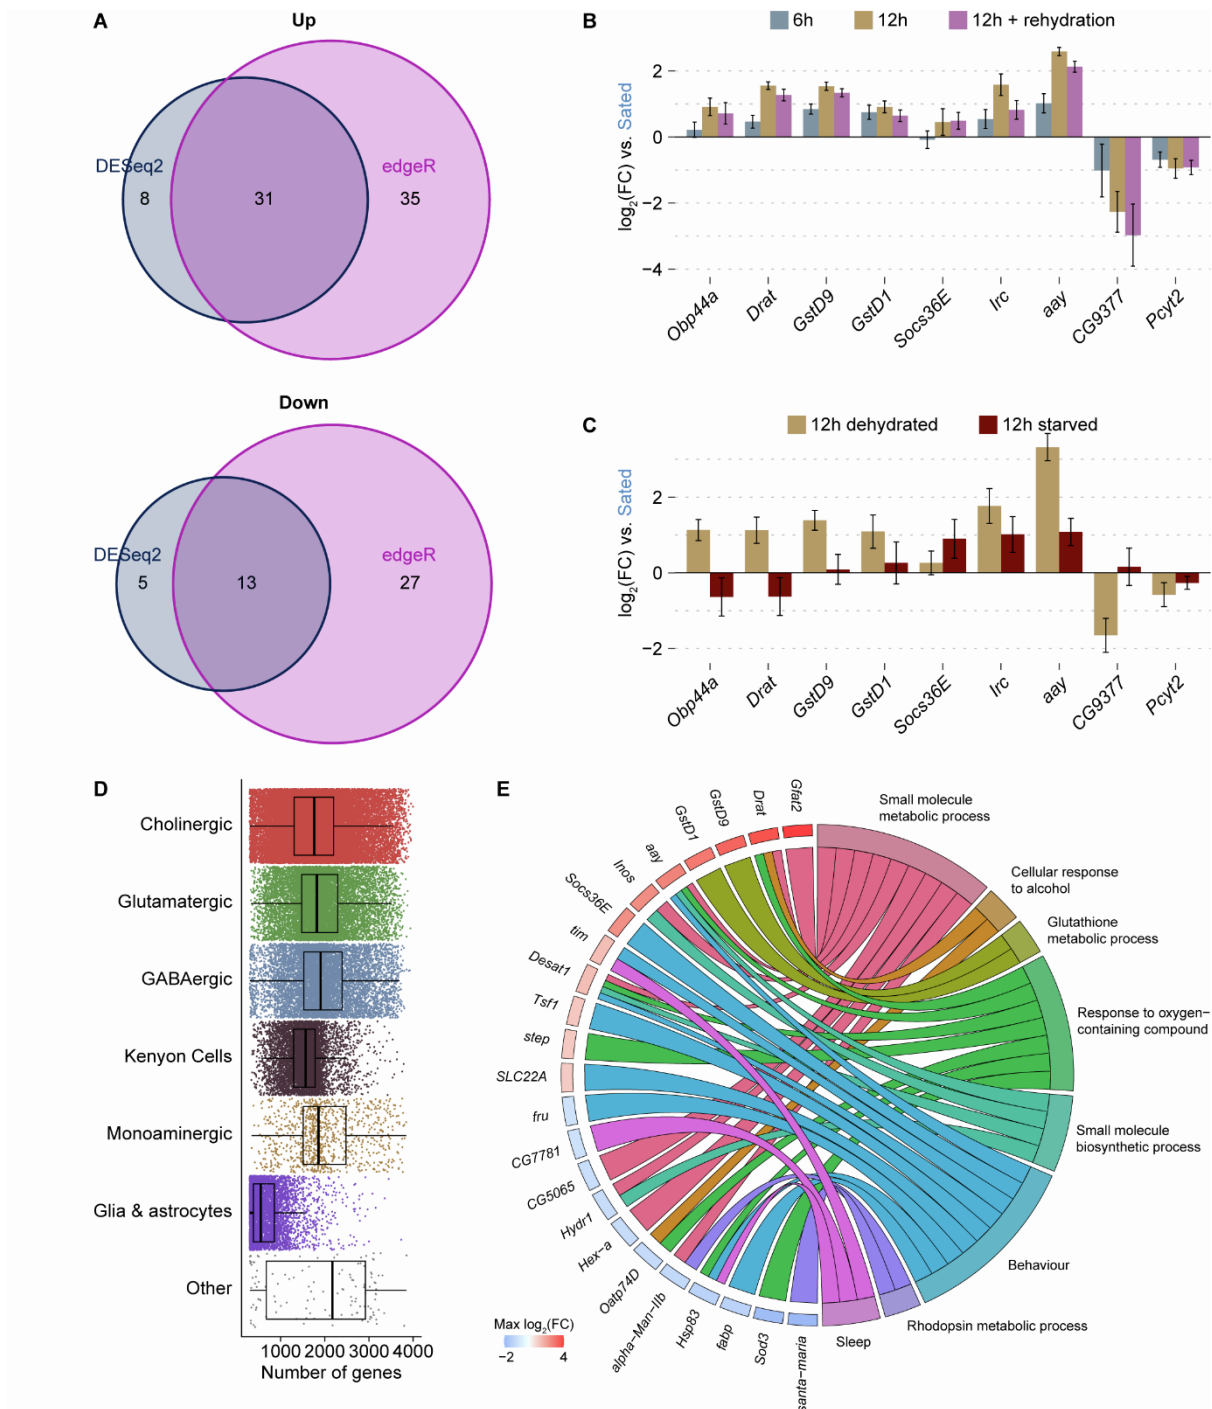 A
Up
DESeq2
edgeR
8
31
35
Down
DESeq2
edgeR
5
13
27
B
6h
12h
12h + rehydration
log2(FC) vs. Sated
2
0
−2
−4
Obp44a
Drat
GstD9
GstD1
Socs36E
Irc
aay
CG9377
Pcyt2
C
12h dehydrated
12h starved
log2(FC) vs. Sated
2
0
−2
Obp44a
Drat
GstD9
GstD1
Socs36E
Irc
aay
CG9377
Pcyt2
D
Cholinergic
Glutamatergic
GABAergic
Kenyon Cells
Monoaminergic
Glia & astrocytes
Other
1000 2000 3000 4000
Number of genes
E
Gfat2
Drat
GstD9
GstD1
aay
Inos
Socs36E
tim
Desat1
Tsf1
step
SLC22A
fru
CG7781
CG5065
Hydr1
Hex−a
Oatp74D
alpha−Man−IIb
Hsp83
fabp
Sod3
santa−maria
Small molecule
metabolic process
Cellular response
to alcohol
Glutathione
metabolic process
Response to oxygen−
containing compound
Small molecule
biosynthetic process
Behaviour
Rhodopsin metabolic process
Sleep
Max log2(FC)
−2 4